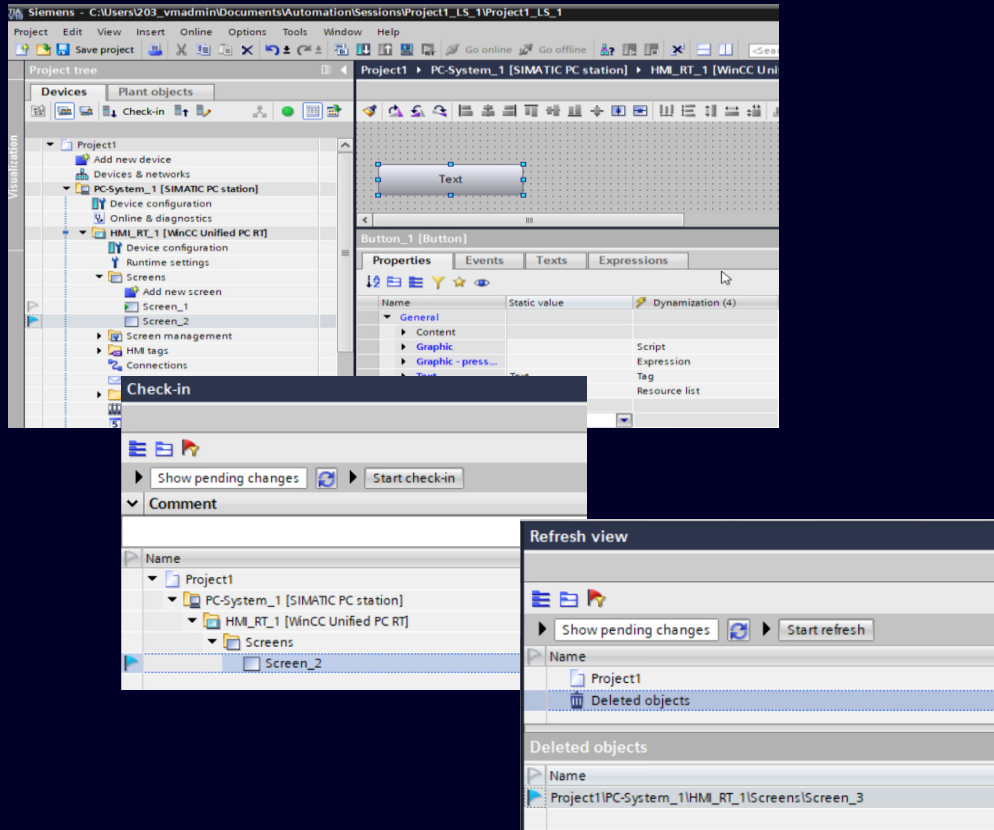 Siemens - C:\Users\203_vmadmin\Documents\Automation\Sessions\Project1_LS_1\Project1_LS_1
Project Edit View Insert Online Options Tools Window Help
Save project Go online Go offline
Project tree
Devices Plant objects
Check-in
Visualization
Project1
Add new device
Devices & networks
PC-System_1 [SIMATIC PC station]
Device configuration
Online & diagnostics
HMI_RT_1 [WinCC Unified PC RT]
Device configuration
Runtime settings
Screens
Add new screen
Screen_1
Screen_2
Screen management
HMI tags
Connections
Project1 PC-System_1 [SIMATIC PC station] HMI_RT_1 [WinCC Uni
Text
Button_1 [Button]
Properties Events Texts Expressions
Name Static value Dynamization (4)
General
Content
Graphic Script
Graphic - press... Expression
Text Text Tag
Resource list
Check-in
Show pending changes Start check-in
Comment
Name
Project1
PC-System_1 [SIMATIC PC station]
HMI_RT_1 [WinCC Unified PC RT]
Screens
Screen_2
Refresh view
Show pending changes Start refresh
Name
Project1
Deleted objects
Deleted objects
Name
Project1\PC-System_1\HMI_RT_1\Screens\Screen_3